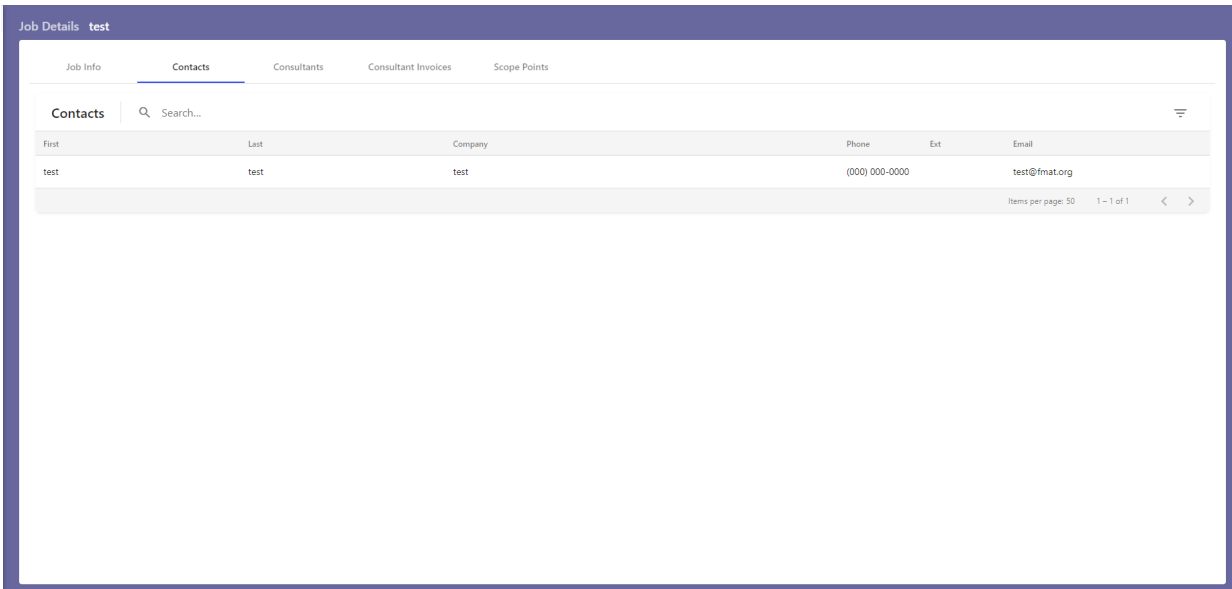 Job Details test
Job Info Contacts Consultants Consultant Invoices Scope Points
Contacts Search...
First Last Company Phone Ext Email
test test test (000) 000-0000 test@fmat.org
Items per page: 50 1 – 1 of 1